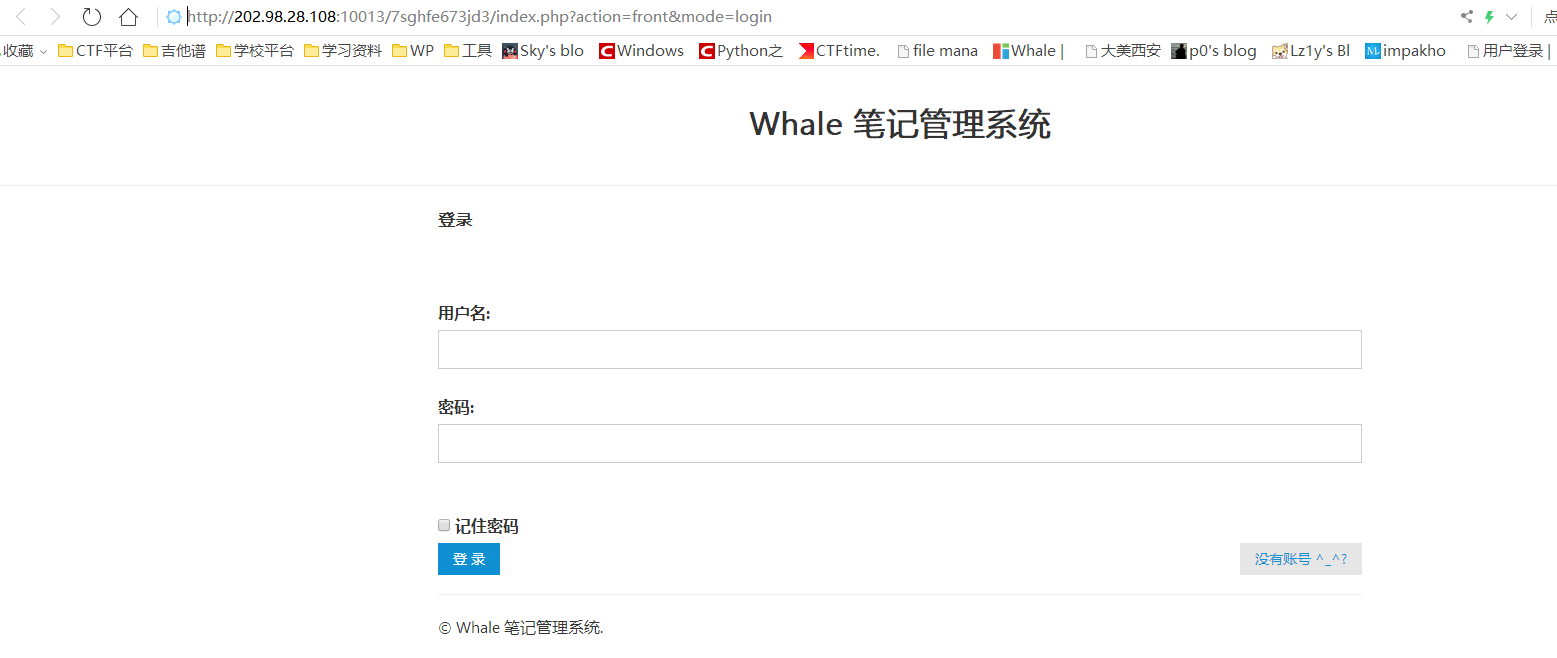 http://202.98.28.108:10013/7sghfe673jd3/index.php?action=front&mode=login 点
收藏 CTF平台 吉他谱 学校平台 学习资料 WP 工具 Sky's blo Windows Python之 CTFtime. file mana Whale | 大美西安 p0's blog Lz1y's Bl impakho 用户登录 |
Whale 笔记管理系统
登录
用户名:
密码:
记住密码
登 录 没有账号 ^_^?
© Whale 笔记管理系统.